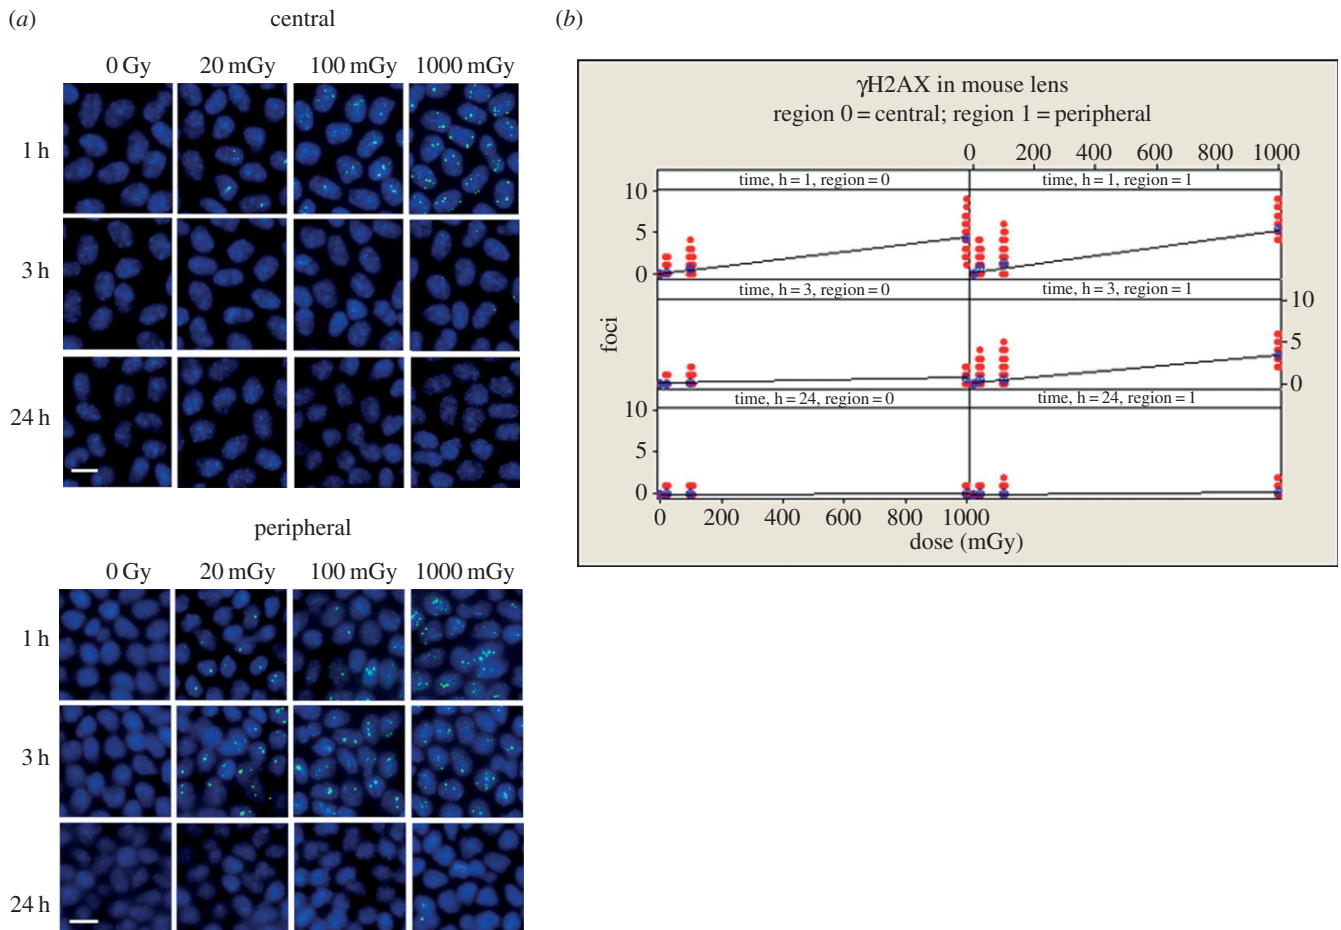 (a)
central
0 Gy 20 mGy 100 mGy 1000 mGy
1 h
3 h
24 h
peripheral
0 Gy 20 mGy 100 mGy 1000 mGy
1 h
3 h
24 h
(b)
γH2AX in mouse lens
region 0 = central; region 1 = peripheral
0 200 400 600 800 1000
time, h = 1, region = 0 time, h = 1, region = 1
10
5
0
time, h = 3, region = 0 time, h = 3, region = 1
10
5
0
foci
time, h = 24, region = 0 time, h = 24, region = 1
10
5
0
0 200 400 600 800 1000
dose (mGy)